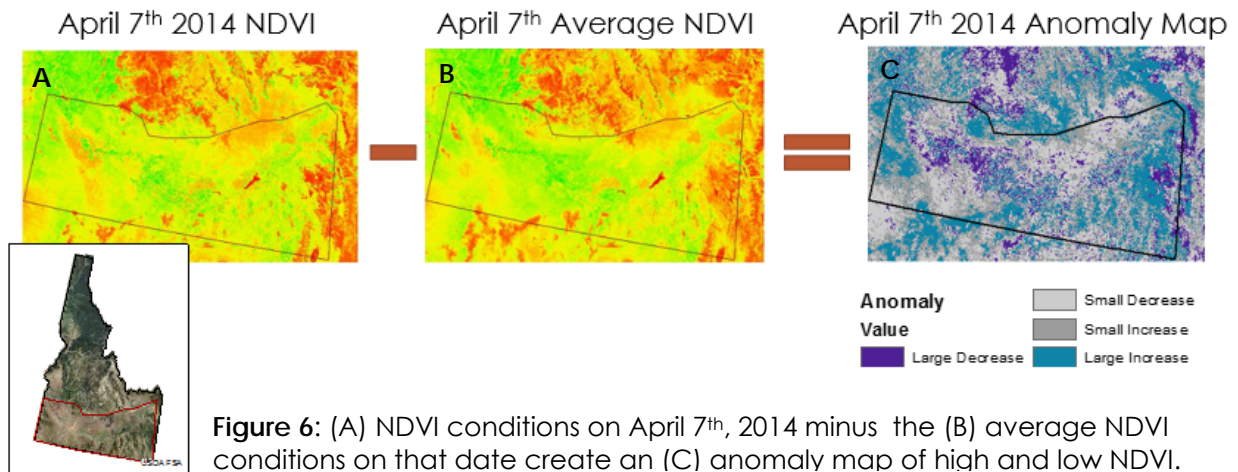 April 7th 2014 NDVI
April 7th Average NDVI
April 7th 2014 Anomaly Map
A
B
C
Anomaly
Value
Large Decrease
Small Decrease
Small Increase
Large Increase
USDA FSA
Figure 6: (A) NDVI conditions on April 7th, 2014 minus the (B) average NDVI
conditions on that date create an (C) anomaly map of high and low NDVI.